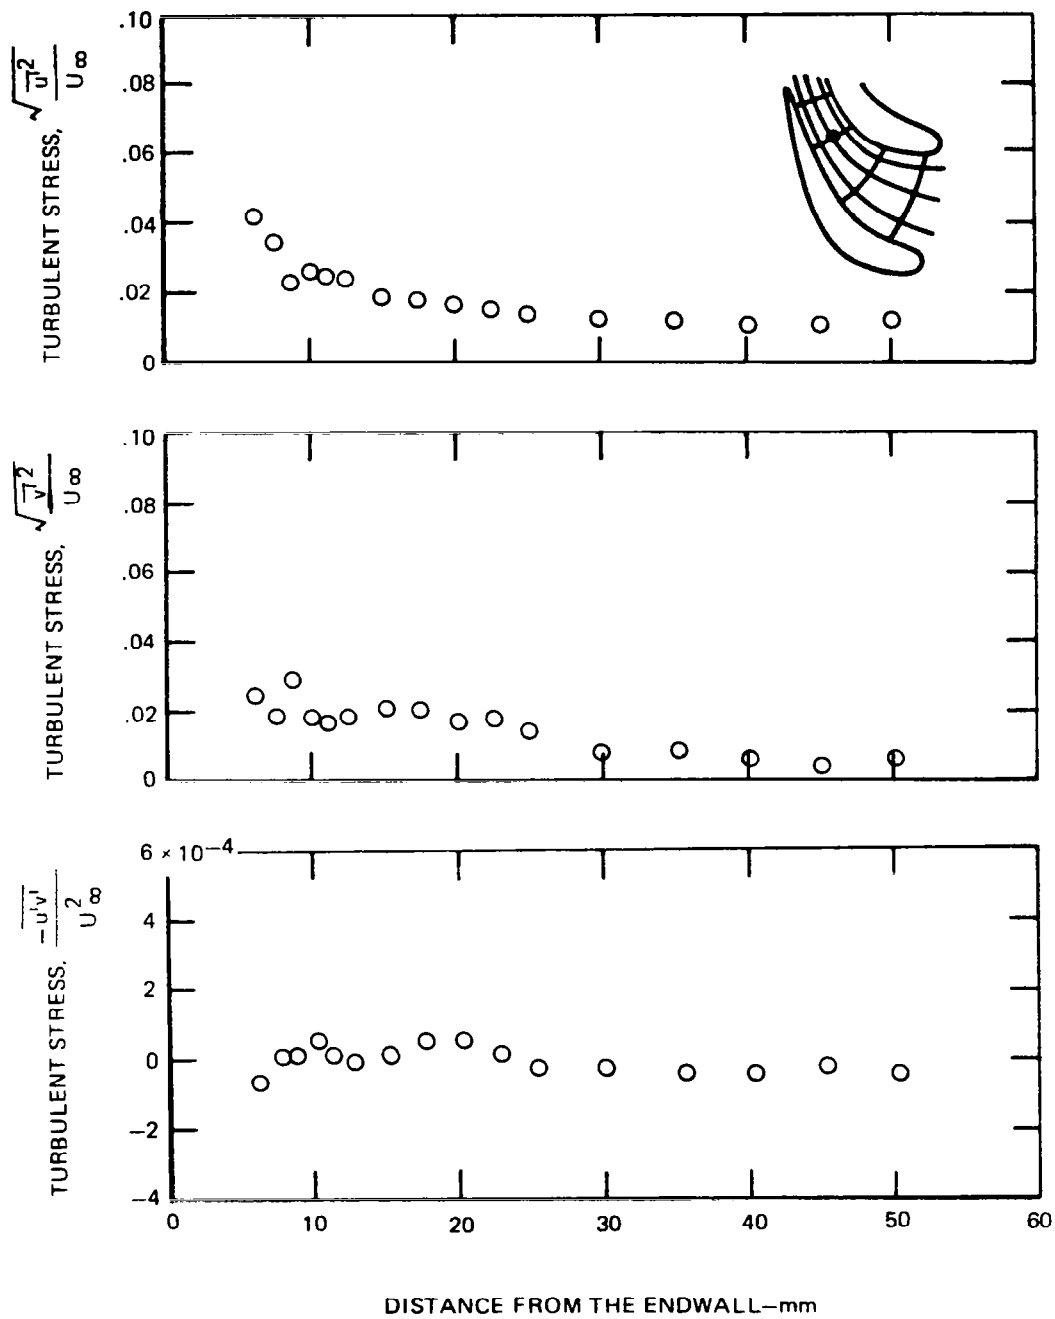 TURBULENT STRESS, √u'² / U∞
.10
.08
.06
.04
.02
0
TURBULENT STRESS, √v'² / U∞
.10
.08
.06
.04
.02
0
TURBULENT STRESS. −u'v' / U²∞
6 × 10−4
4
2
0
−2
−4
0 10 20 30 40 50 60
DISTANCE FROM THE ENDWALL—mm